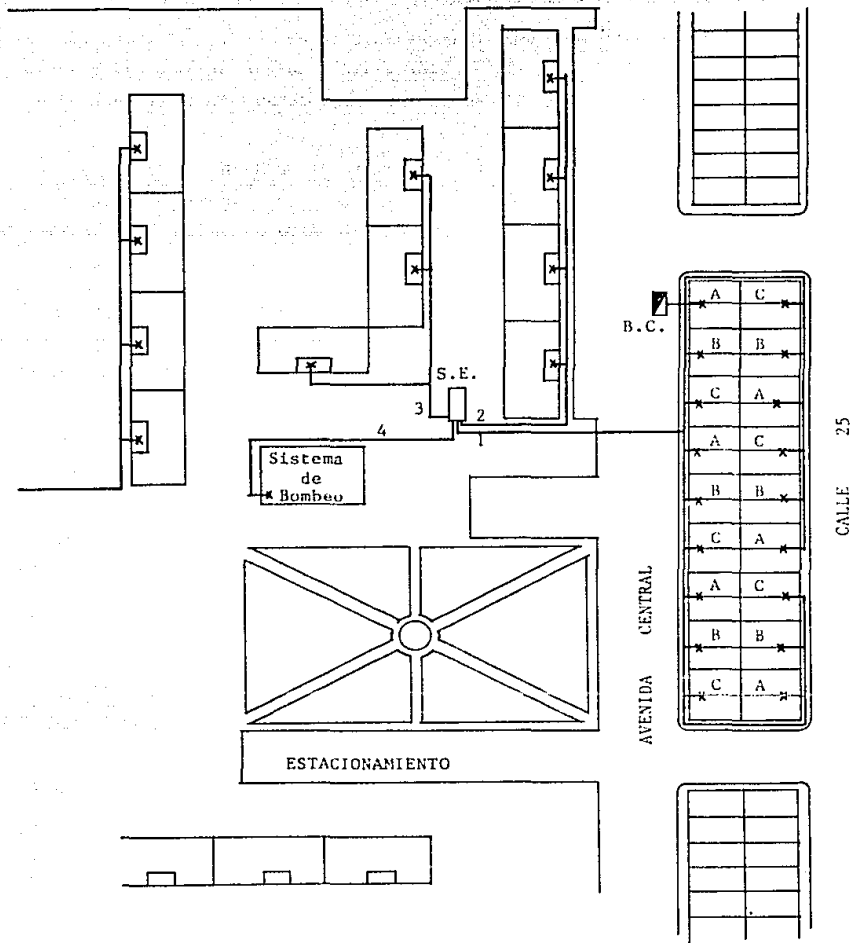 A C
B.C.
B B
S.E.
C A
3
2
4
1
A C
Sistema
de
Bombeo
B B
C A
A C
B B
C A
AVENIDA CENTRAL
CALLE 25
ESTACIONAMIENTO